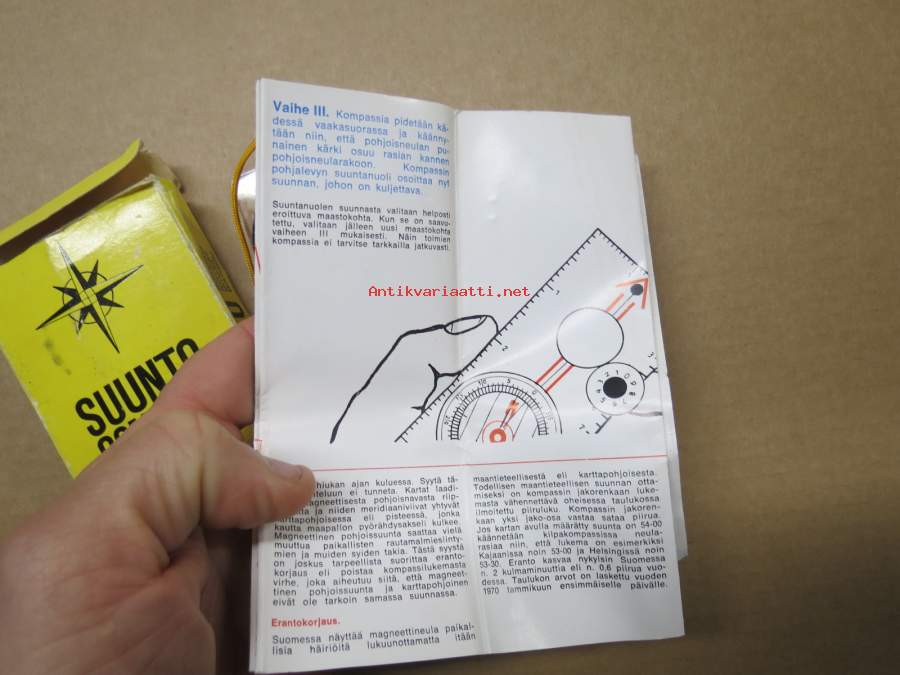 Vaihe III. Kompassia pidetään kä-
dessä vaakasuorassa ja käänny-
tään niin, että pohjoisneulan pu-
nainen kärki osuu rasian kannen
pohjoisneularakoon. Kompassin
pohjalevyn suuntanuoli osoittaa nyt
suunnan, johon on kuljettava.
Suuntanuolen suunnasta valitaan helposti
eroittuva maastokohta. Kun se on saavu-
tettu, valitaan jälleen uusi maastokohta
vaiheen III mukaisesti. Näin toimien
kompassia ei tarvitse tarkkailla jatkuvasti.
Antikvariaatti.net
SUUNTO
hiukan ajan kuluessa. Syytä tä-
ei tunneta. Kartat laadi-
magneettisesta pohjoisnavasta riip-
ja niiden meridiaaniviivat yhtyvät
karttapohjoisessa eli pisteessä, jonka
kautta maapallon pyörähdysakseli kulkee.
Magneettinen pohjoissuunta saattaa vielä
muuttua paikallisten rautamalmiesiinty-
mien ja muiden syiden takia. Tästä syystä
on joskus tarpeellista suorittaa eranto-
korjaus eli poistaa kompassilukemasta
virhe, joka aiheutuu siitä, että magneet-
tinen pohjoissuunta ja karttapohjoinen
eivät ole tarkoin samassa suunnassa.
Erantokorjaus.
Suomessa näyttää magneettineula paikal-
lisia häiriöitä lukuunottamatta itään
maantieteellisestä eli karttapohjoisesta.
Todellisen maantieteellisen suunnan otta-
miseksi on kompassin jakorenkaan luke-
masta vähennettävä oheisessa taulukossa
ilmoitettu piiruluku. Kompassin jakoren-
kaan yksi jako-osa vastaa sataa piirua.
Jos kartan avulla määrätty suunta on 54-00
käännetään kilpakompassissa neula-
rasiaa niin, että lukema on esimerkiksi
Kajaanissa noin 53-00 ja Helsingissä noin
53-30. Eranto kasvaa nykyisin Suomessa
n. 2 kulmaminuuttia eli n. 0,6 piirua vuo-
dessa. Taulukon arvot on laskettu vuoden
1970 tammikuun ensimmäiselle päivälle.